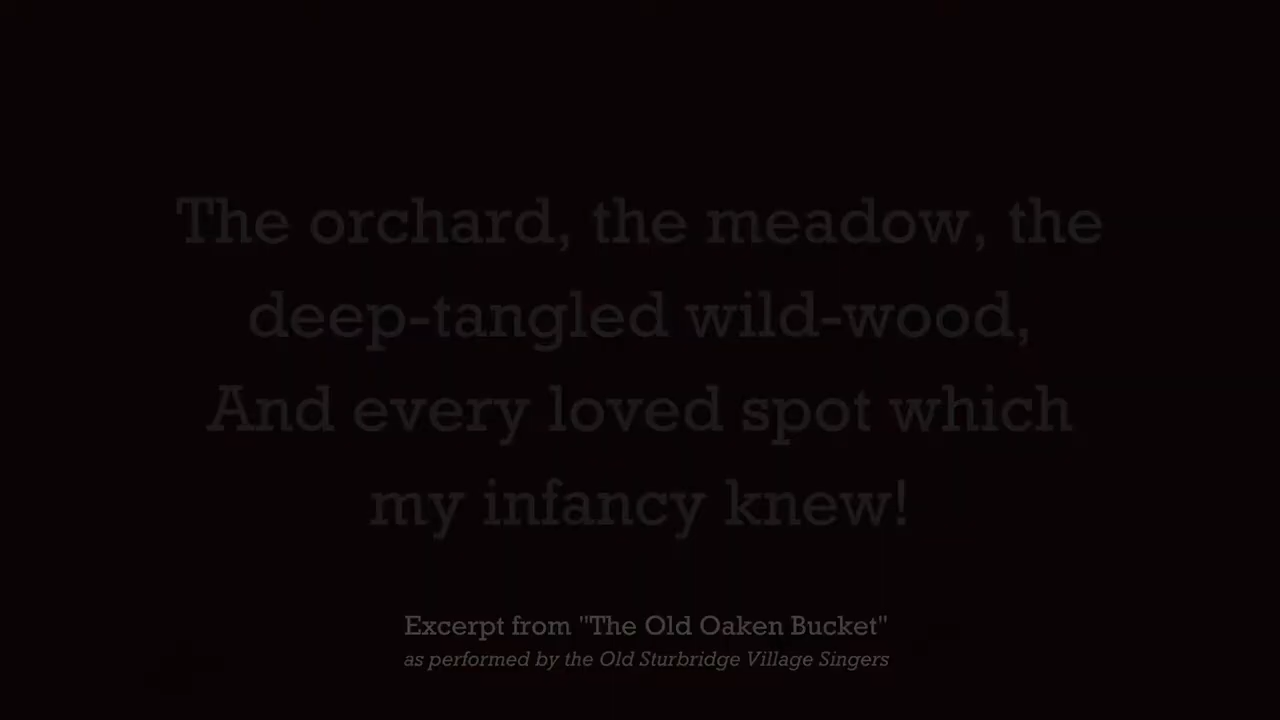 The orchard, the meadow, the
deep-tangled wild-wood,
And every loved spot which
my infancy knew!
Excerpt from "The Old Oaken Bucket"
as performed by the Old Sturbridge Village Singers